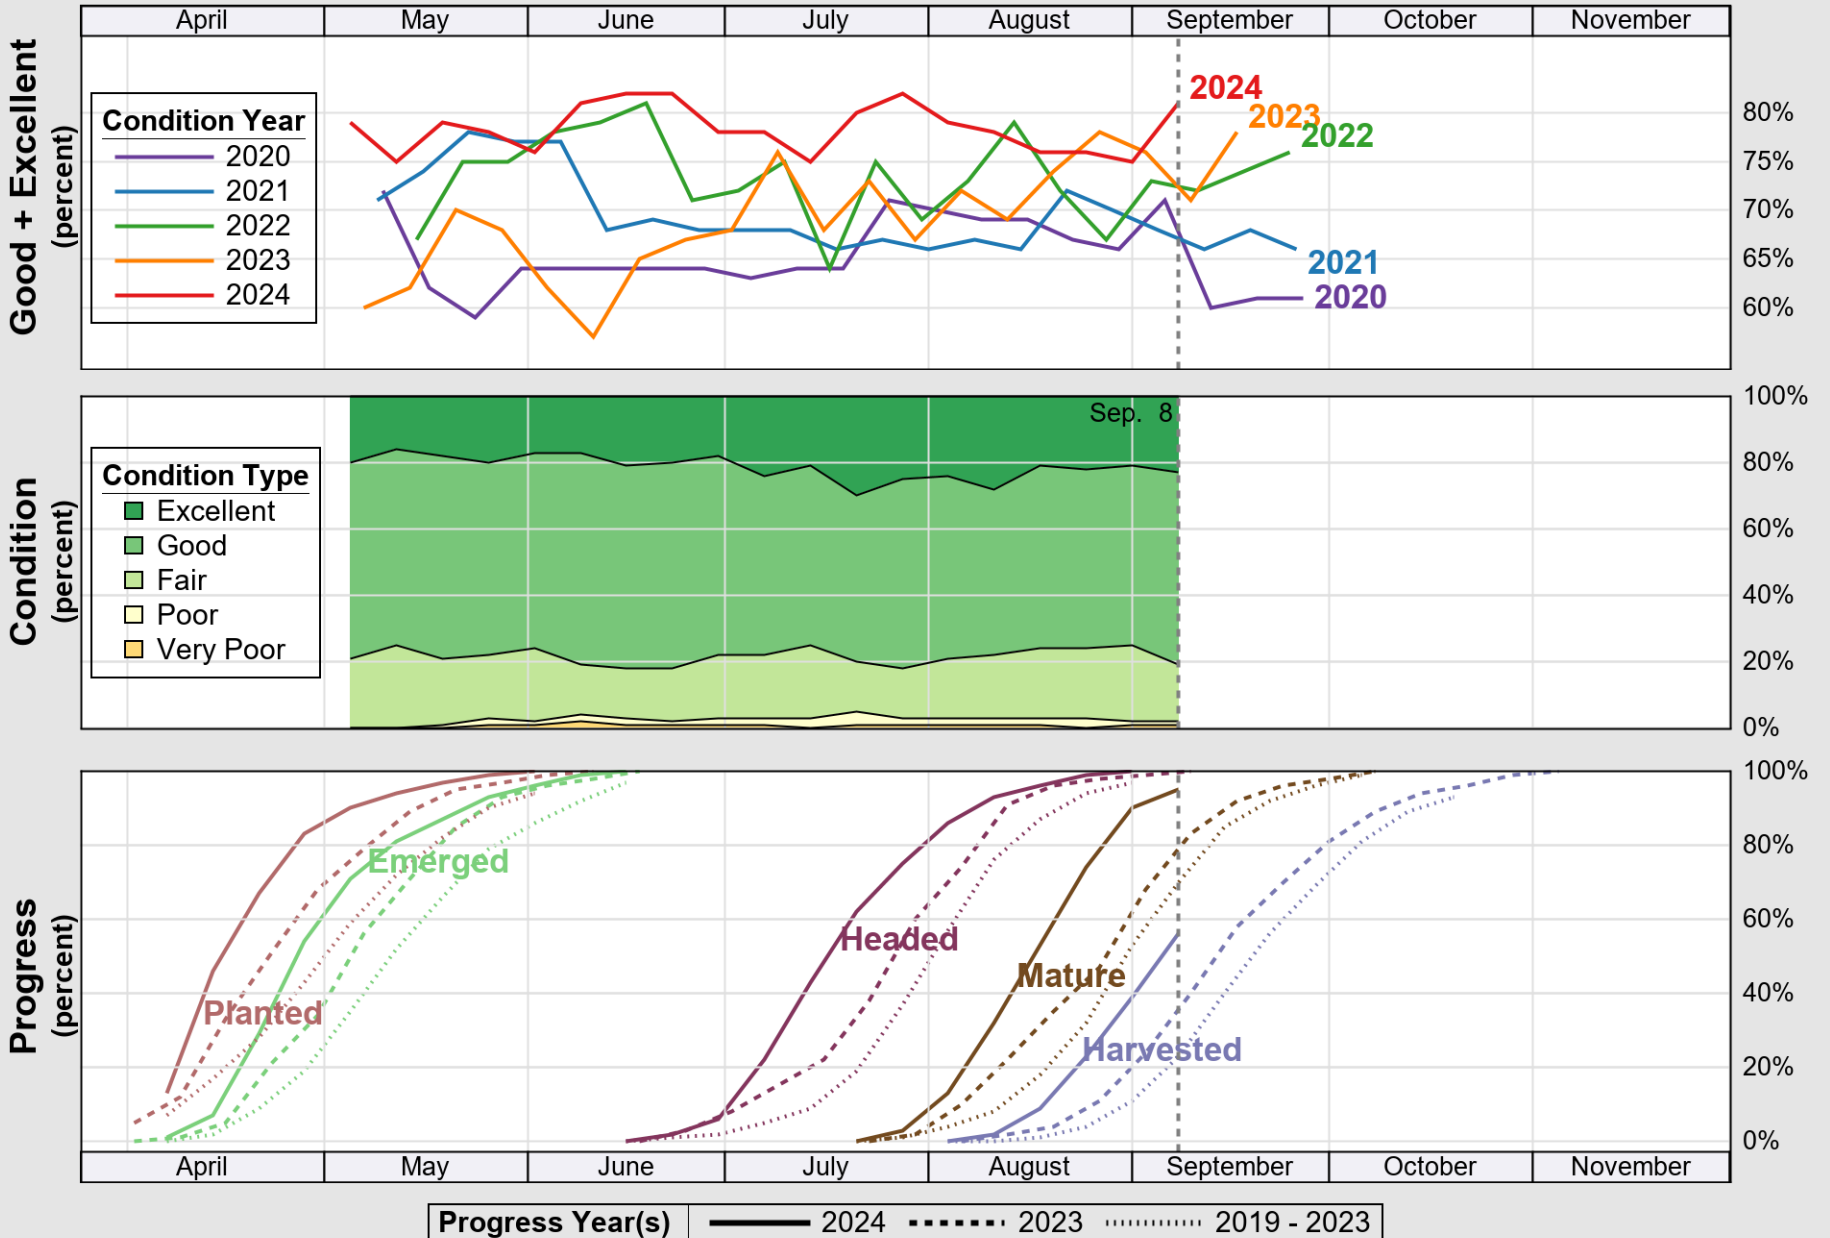 April May June July August September October November
Good + Excellent
(percent)
Condition Year
2020
2021
2022
2023
2024
2024
2023
2022
2021
2020
80%
75%
70%
65%
60%
Condition
(percent)
Condition Type
Excellent
Good
Fair
Poor
Very Poor
Sep. 8
100%
80%
60%
40%
20%
0%
Progress
(percent)
Planted
Emerged
Headed
Mature
Harvested
100%
80%
60%
40%
20%
0%
April May June July August September October November
Progress Year(s) 2024 2023 2019 - 2023